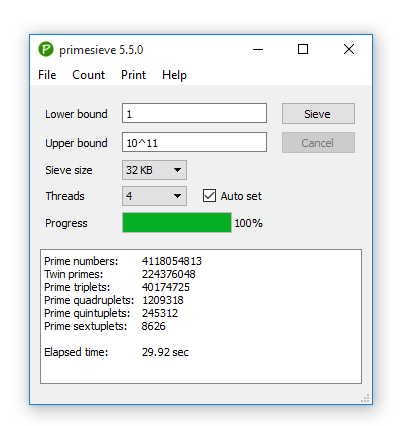 primesieve 5.5.0
File Count Print Help
Lower bound 1 Sieve
Upper bound 10^11 Cancel
Sieve size 32 KB
Threads 4 Auto set
Progress 100%
Prime numbers: 4118054813
Twin primes: 224376048
Prime triplets: 40174725
Prime quadruplets: 1209318
Prime quintuplets: 245312
Prime sextuplets: 8626
Elapsed time: 29.92 sec